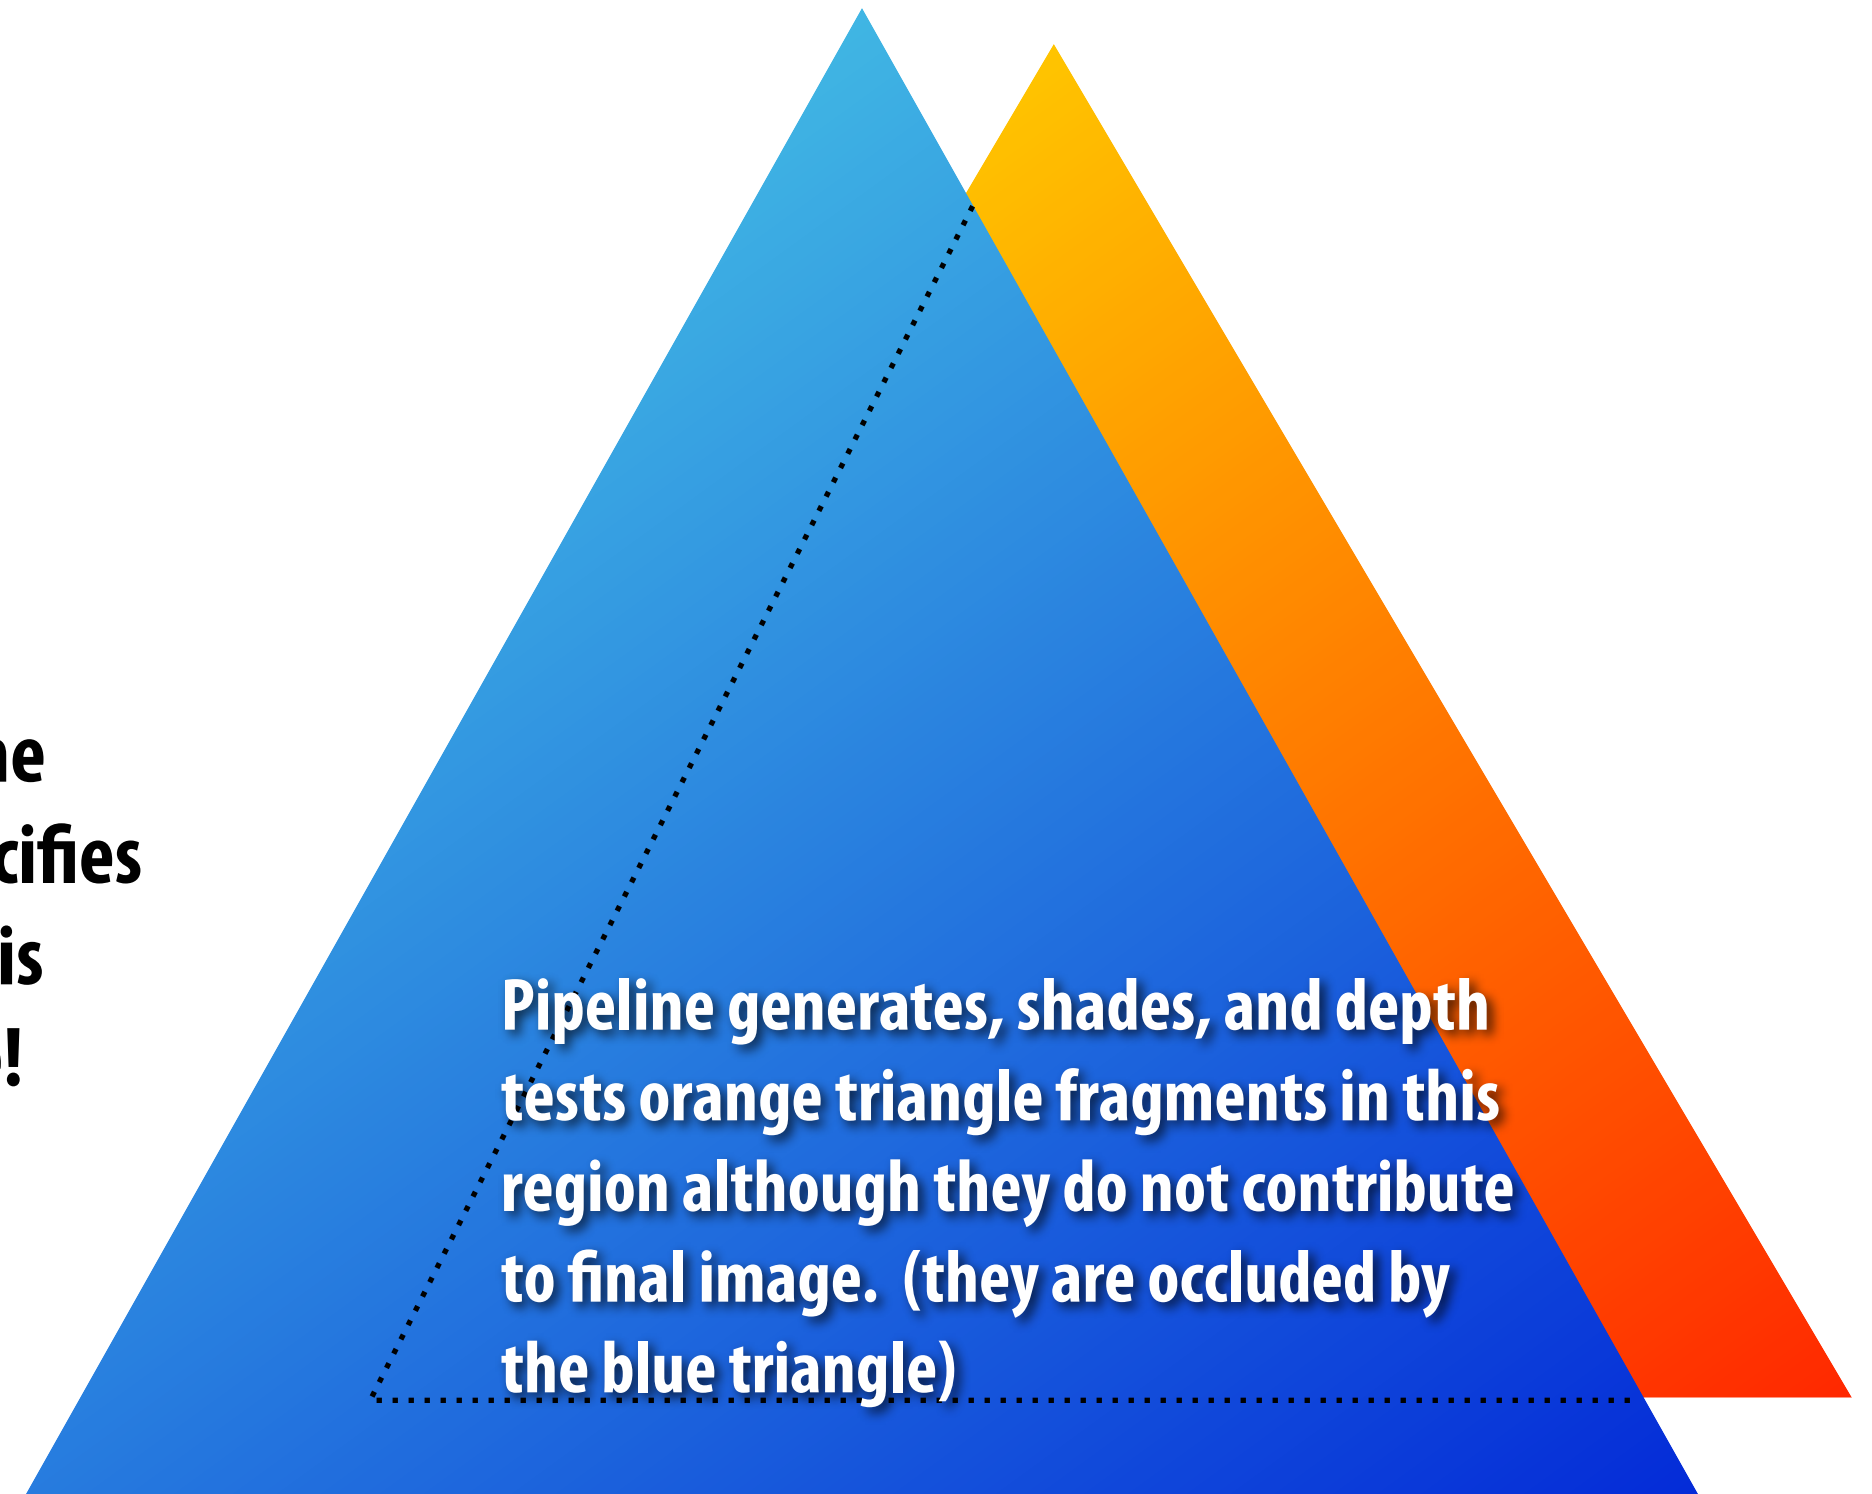 cifies
is
Pipeline generates, shades, and depth
tests orange triangle fragments in this
region although they do not contribute
to final image. (they are occluded by
the blue triangle)